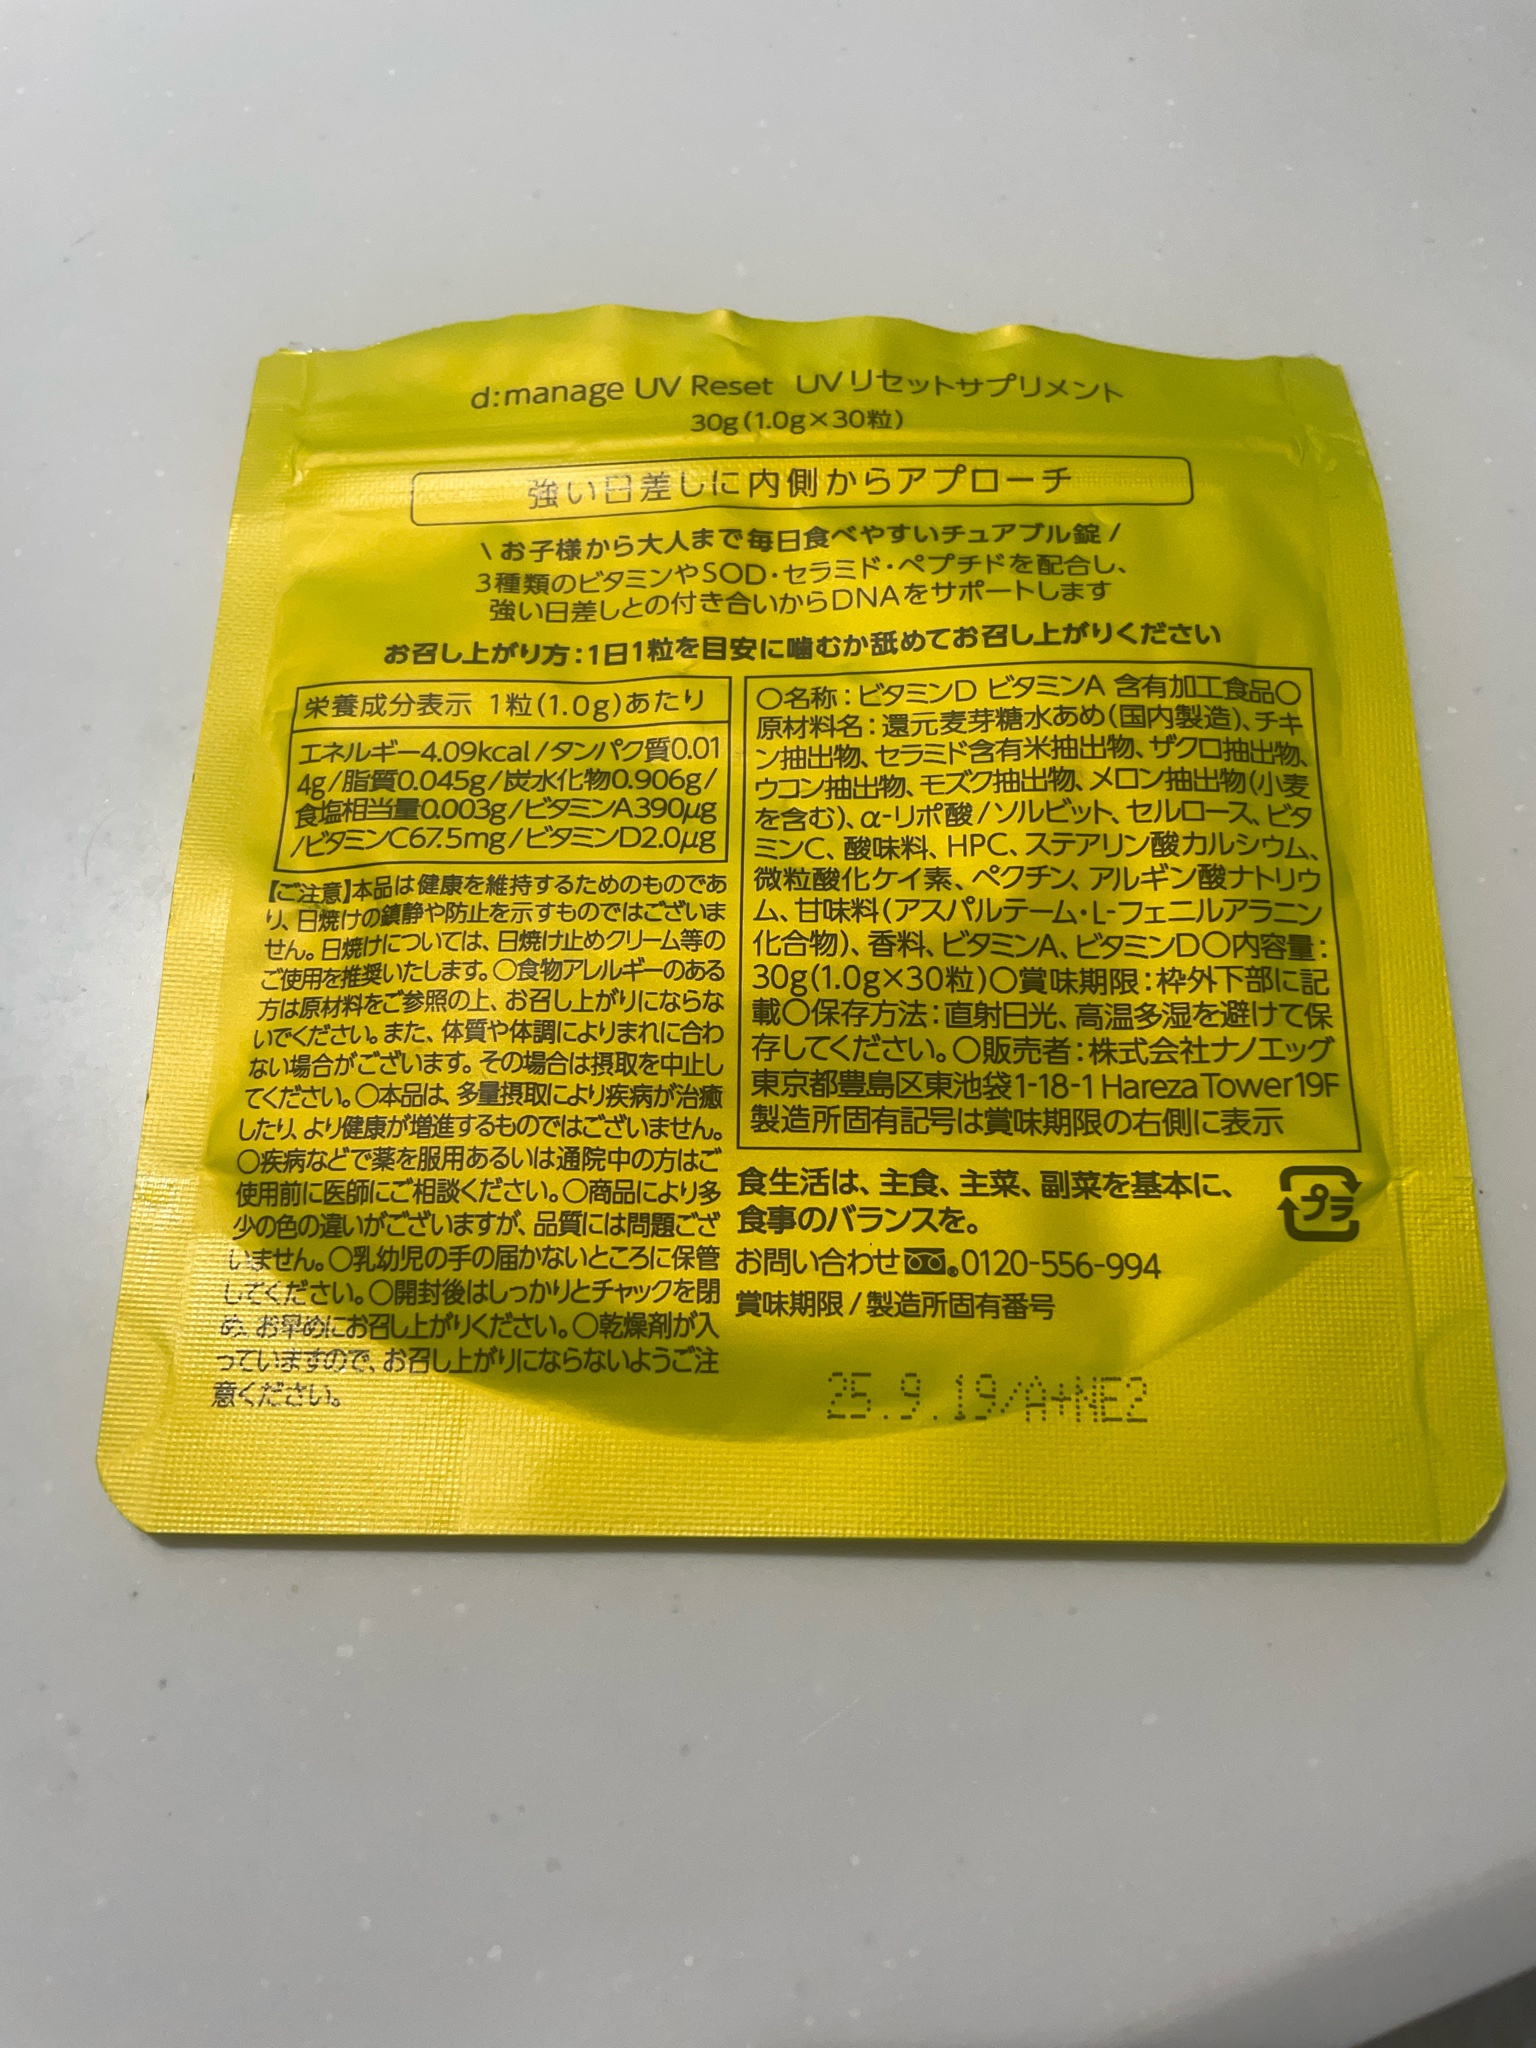 d:manage UV Reset UVリセットサプリメント
30g(1.0g×30粒)
強い日差しに内側からアプローチ
\お子様から大人まで毎日食べやすいチュアブル錠/
3種類のビタミンやSOD・セラミド・ペプチドを配合し、
強い日差しとの付き合いからDNAをサポートします
お召し上がり方：1日1粒を目安に噛むか舐めてお召し上がりください
栄養成分表示 1粒(1.0g)あたり
エネルギー4.09kcal/タンパク質0.01
4g/脂質0.045g/炭水化物0.906g/
食塩相当量0.003g/ビタミンA390μg
/ビタミンC67.5mg/ビタミンD2.0μg
【ご注意】本品は健康を維持するためのものであ
り、日焼けの鎮静や防止を示すものではございま
せん。日焼けについては、日焼け止めクリーム等の
ご使用を推奨いたします。○食物アレルギーのある
方は原材料をご参照の上、お召し上がりにならな
いでください。また、体質や体調によりまれに合わ
ない場合がございます。その場合は摂取を中止し
てください。○本品は、多量摂取により疾病が治癒
したり、より健康が増進するものではございません。
○疾病などで薬を服用あるいは通院中の方はご
使用前に医師にご相談ください。○商品により多
少の色の違いがございますが、品質には問題ござ
いません。○乳幼児の手の届かないところに保管
してください。○開封後はしっかりとチャックを閉
め、お早めにお召し上がりください。○乾燥剤が入
っていますので、お召し上がりにならないようご注
意ください。
○名称：ビタミンD ビタミンA 含有加工食品○
原材料名：還元麦芽糖水あめ(国内製造)、チキ
ン抽出物、セラミド含有米抽出物、ザクロ抽出物、
ウコン抽出物、モズク抽出物、メロン抽出物(小麦
を含む)、α-リポ酸/ソルビット、セルロース、ビタ
ミンC、酸味料、HPC、ステアリン酸カルシウム、
微粒酸化ケイ素、ペクチン、アルギン酸ナトリウ
ム、甘味料(アスパルテーム・L-フェニルアラニン
化合物)、香料、ビタミンA、ビタミンD○内容量：
30g(1.0g×30粒)○賞味期限：枠外下部に記
載○保存方法：直射日光、高温多湿を避けて保
存してください。○販売者：株式会社ナノエッグ
東京都豊島区東池袋1-18-1 Hareza Tower19F
製造所固有記号は賞味期限の右側に表示
食生活は、主食、主菜、副菜を基本に、
食事のバランスを。
プラ
お問い合わせ 0120-556-994
賞味期限/製造所固有番号
25.9.19/A+NE2